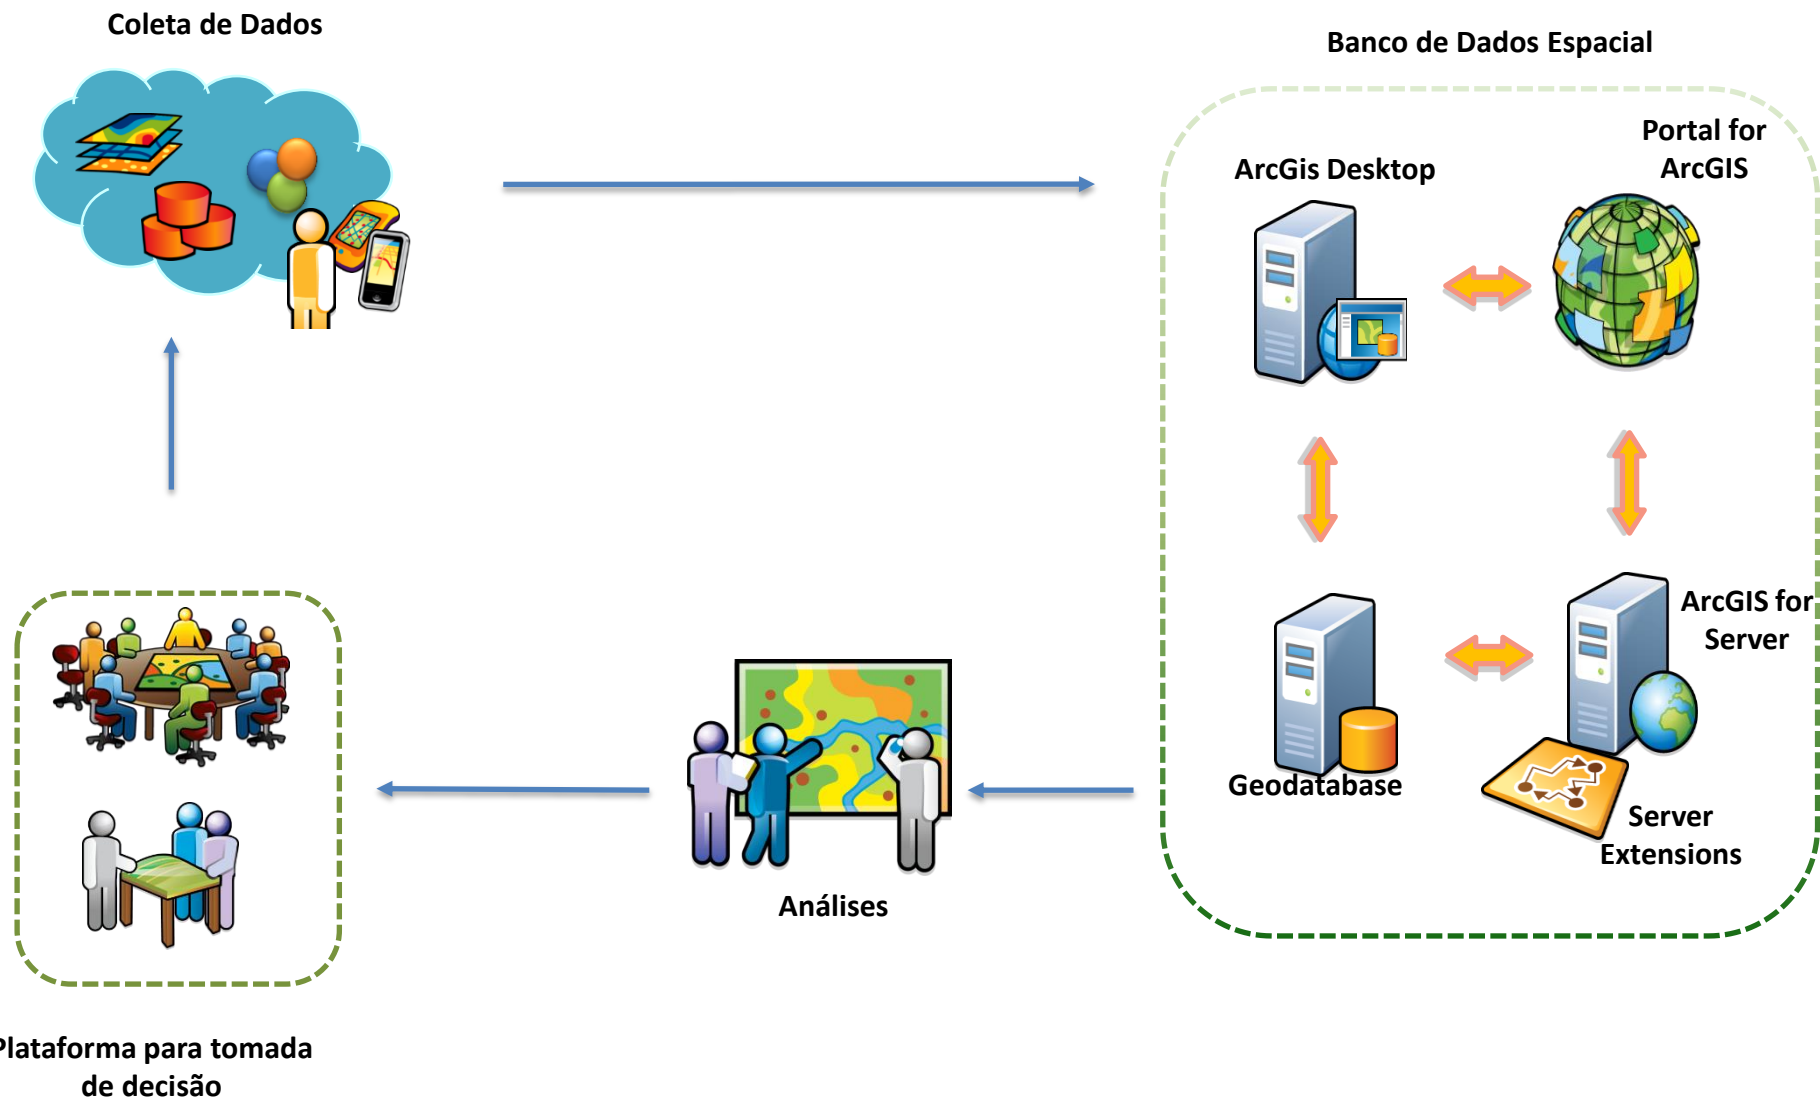 Coleta de Dados
Banco de Dados Espacial
Portal for
ArcGIS
ArcGis Desktop
ArcGIS for
Server
Geodatabase
Server
Extensions
Análises
Plataforma para tomada
de decisão